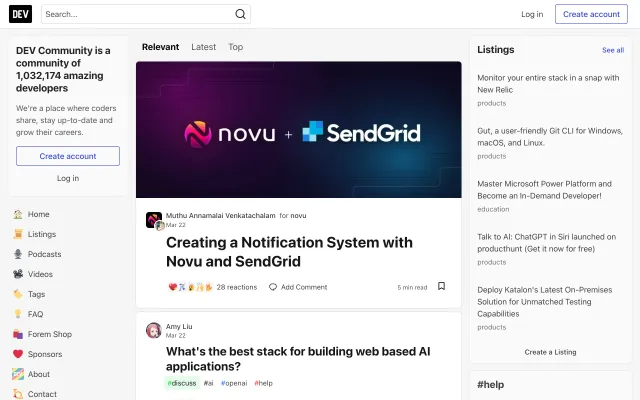 DEV
Search...
Log in
Create account
DEV Community is a
community of
1,032,174 amazing
developers
We're a place where coders
share, stay up-to-date and
grow their careers.
Create account
Log in
Home
Listings
Podcasts
Videos
Tags
FAQ
Forem Shop
Sponsors
About
Contact
Relevant
Latest
Top
novu + SendGrid
Muthu Annamalai Venkatachalam for novu
Mar 22
Creating a Notification System with
Novu and SendGrid
28 reactions
Add Comment
5 min read
Amy Liu
Mar 22
What's the best stack for building web based AI
applications?
#discuss #ai #openai #help
Listings
See all
Monitor your entire stack in a snap with
New Relic
products
Gut, a user-friendly Git CLI for Windows,
macOS, and Linux.
products
Master Microsoft Power Platform and
Become an In-Demand Developer!
education
Talk to AI: ChatGPT in Siri launched on
producthunt (Get it now for free)
products
Deploy Katalon's Latest On-Premises
Solution for Unmatched Testing
Capabilities
products
Create a Listing
#help